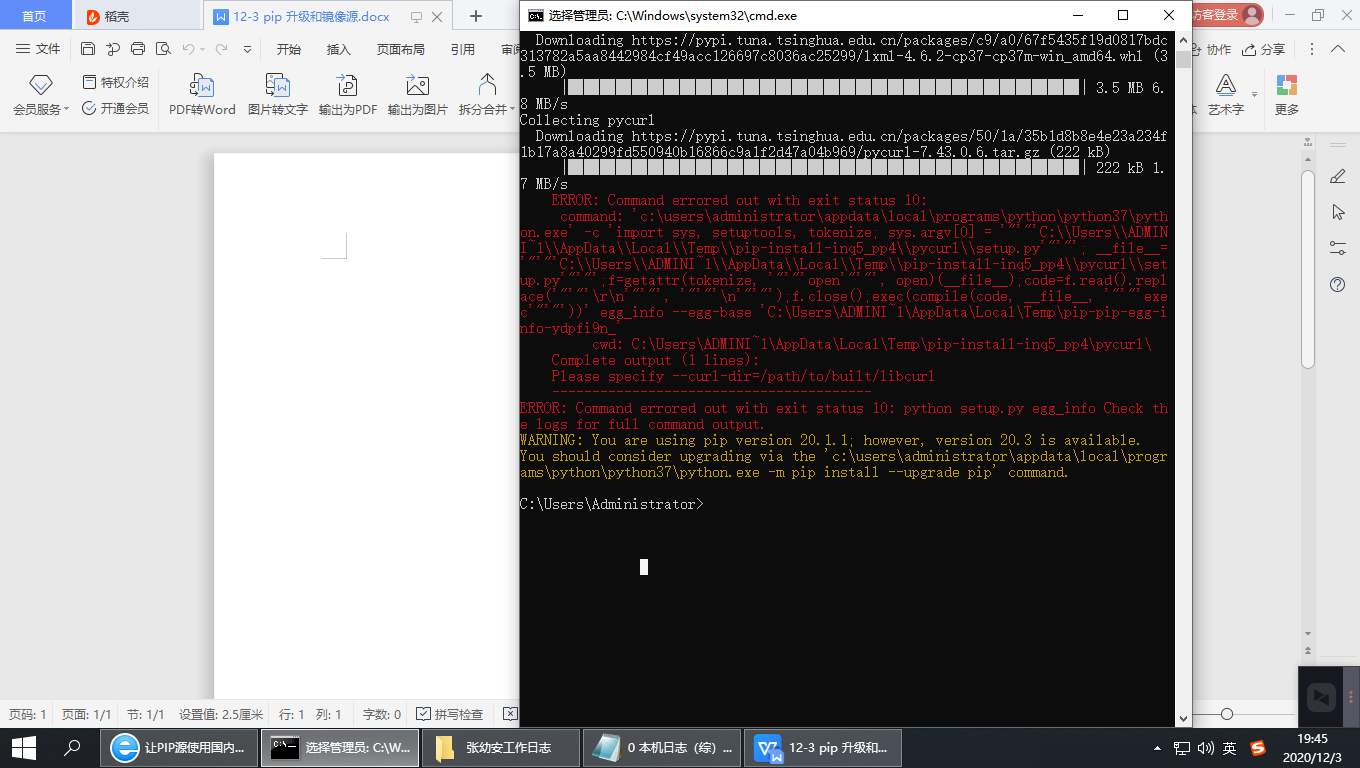 首页
稻壳
12-3 pip 升级和镜像源.docx
访客登录
文件
开始
插入
页面布局
引用
审阅
协作
分享
会员服务
特权介绍
开通会员
PDF转Word
图片转文字
输出为PDF
输出为图片
拆分合并
艺术字
更多
选择管理员: C:\Windows\system32\cmd.exe
Downloading https://pypi.tuna.tsinghua.edu.cn/packages/c9/a0/67f5435f19d0817bdc
313782a5aa8442984cf49acc126697c8036ac25299/lxml-4.6.2-cp37-cp37m-win_amd64.whl (3
.5 MB)
| 3.5 MB 6.
8 MB/s
Collecting pycurl
Downloading https://pypi.tuna.tsinghua.edu.cn/packages/50/1a/35b1d8b8e4e23a234f
1b17a8a40299fd550940b16866c9a1f2d47a04b969/pycurl-7.43.0.6.tar.gz (222 kB)
| 222 kB 1.
7 MB/s
ERROR: Command errored out with exit status 10:
command: 'c:\users\administrator\appdata\local\programs\python\python37\pyth
on.exe' -c 'import sys, setuptools, tokenize; sys.argv[0] = '"'"'C:\\Users\\ADMIN
I~1\\AppData\\Local\\Temp\\pip-install-inq5_pp4\\pycurl\\setup.py'"'"'; __file__=
'"'"'C:\\Users\\ADMINI~1\\AppData\\Local\\Temp\\pip-install-inq5_pp4\\pycurl\\set
up.py'"'"';f=getattr(tokenize, '"'"'open'"'"', open)(__file__);code=f.read().repl
ace('"'"'\r\n'"'"', '"'"'\n'"'"');f.close();exec(compile(code, __file__, '"'"'exe
c'"'"'))' egg_info --egg-base 'C:\Users\ADMINI~1\AppData\Local\Temp\pip-pip-egg-i
nfo-ydpfi9n_'
cwd: C:\Users\ADMINI~1\AppData\Local\Temp\pip-install-inq5_pp4\pycurl\
Complete output (1 lines):
Please specify --curl-dir=/path/to/built/libcurl
----------------------------------------
ERROR: Command errored out with exit status 10: python setup.py egg_info Check th
e logs for full command output.
WARNING: You are using pip version 20.1.1; however, version 20.3 is available.
You should consider upgrading via the 'c:\users\administrator\appdata\local\progr
ams\python\python37\python.exe -m pip install --upgrade pip' command.
C:\Users\Administrator>
页码: 1
页面: 1/1
节: 1/1
设置值: 2.5厘米
行: 1
列: 1
字数: 0
拼写检查
让PIP源使用国内...
选择管理员: C:\W...
张幼安工作日志
0 本机日志（综）...
12-3 pip 升级和...
英
19:45
2020/12/3